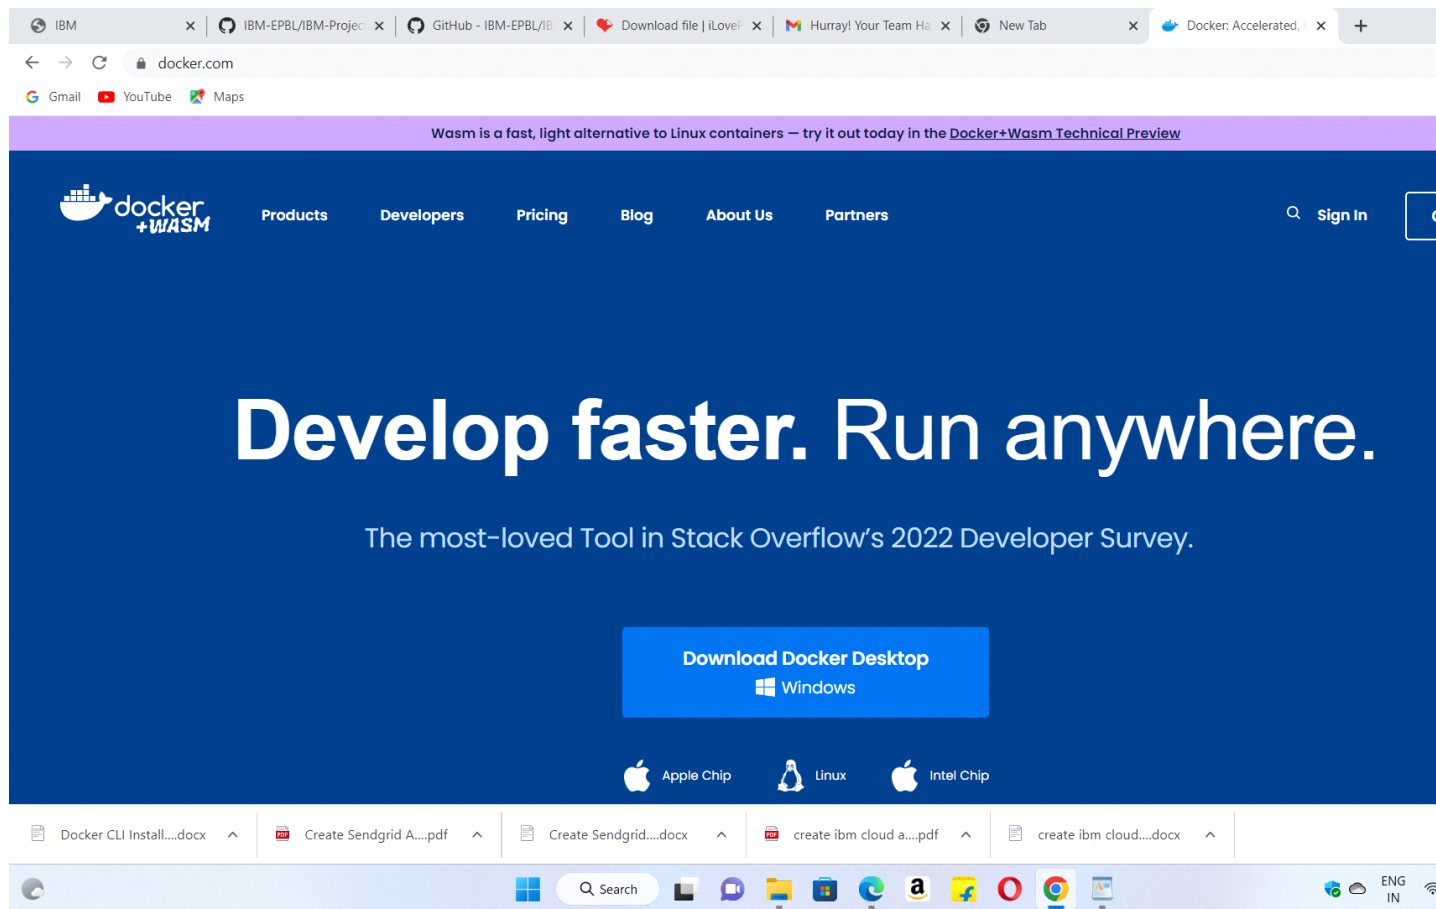 IBM
IBM-EPBL/IBM-Projec
GitHub - IBM-EPBL/IB
Download file | iLoveP
Hurray! Your Team Ha
New Tab
Docker: Accelerated,
docker.com
Gmail YouTube Maps
Wasm is a fast, light alternative to Linux containers — try it out today in the Docker+Wasm Technical Preview
docker
+WASM
Products Developers Pricing Blog About Us Partners Sign In
Develop faster. Run anywhere.
The most-loved Tool in Stack Overflow's 2022 Developer Survey.
Download Docker Desktop
Windows
Apple Chip Linux Intel Chip
Docker CLI Install....docx
Create Sendgrid A....pdf
Create Sendgrid....docx
create ibm cloud a....pdf
create ibm cloud....docx
Search
ENG
IN